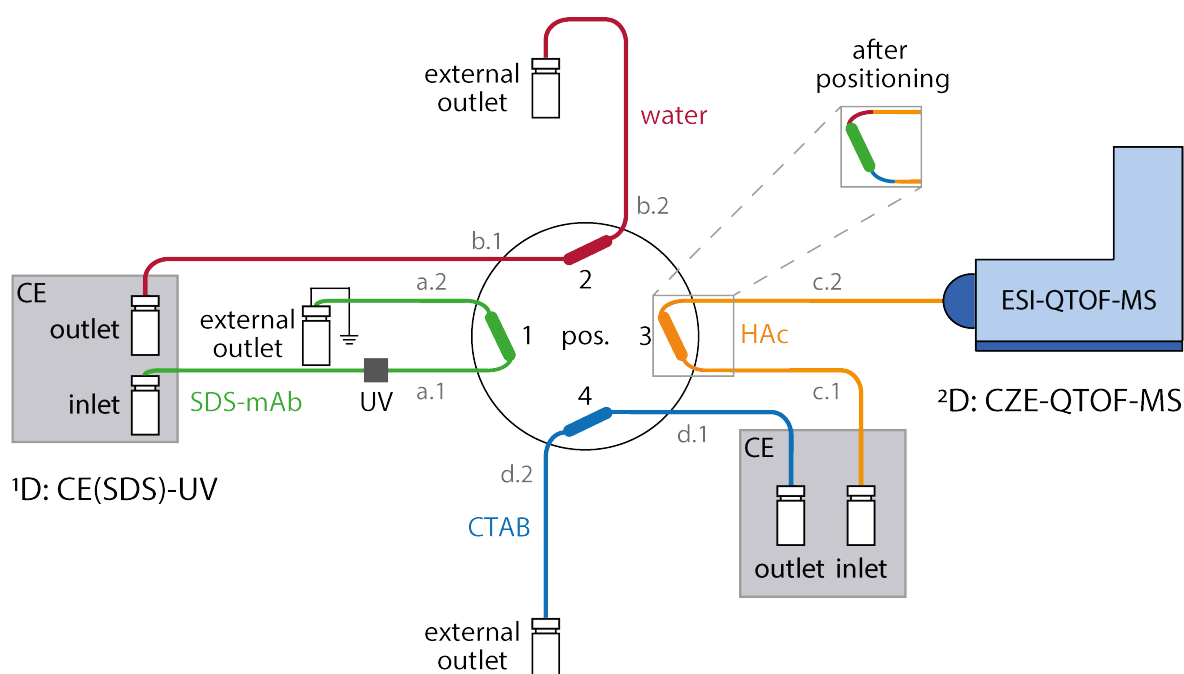 external
outlet
water
after
positioning
b.2
b.1
2
CE
outlet
inlet
external
outlet
a.2
1
pos.
3
HAc
c.2
ESI-QTOF-MS
SDS-mAb
UV
a.1
4
c.1
²D: CZE-QTOF-MS
d.1
CE
¹D: CE(SDS)-UV
d.2
CTAB
outlet
inlet
external
outlet